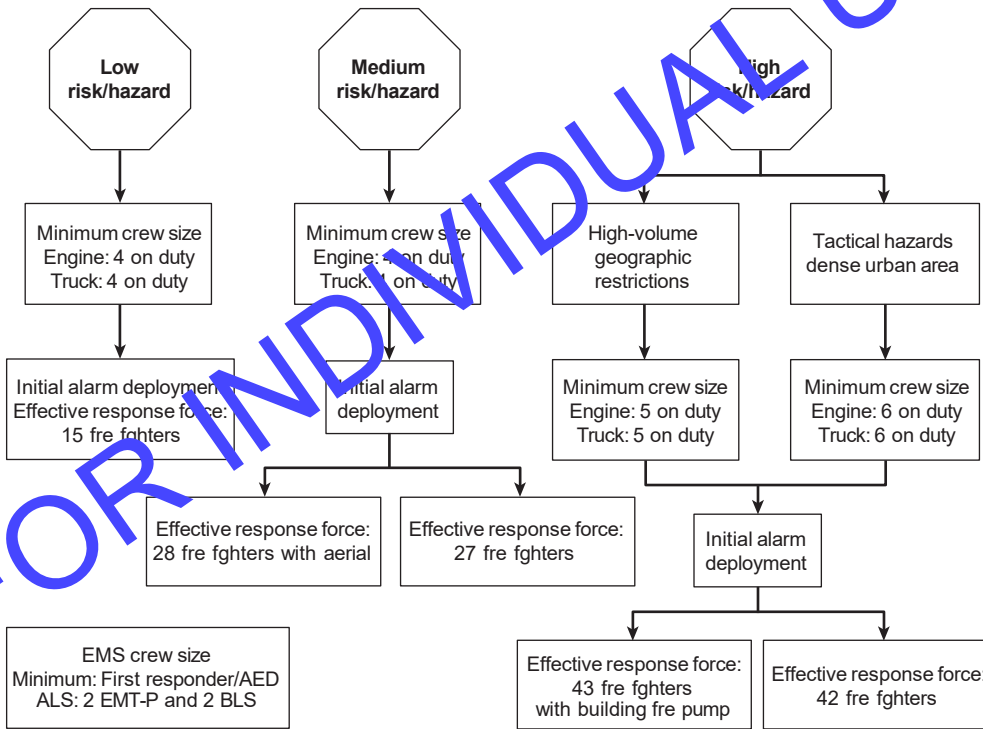 Low
risk/hazard
Medium
risk/hazard
High
risk/hazard
Minimum crew size
Engine: 4 on duty
Truck: 4 on duty
Minimum crew size
Engine: 4 on duty
Truck: 4 on duty
High-volume
geographic
restrictions
Tactical hazards
dense urban area
Initial alarm deployment
Effective response force:
15 fre fghters
Initial alarm
deployment
Minimum crew size
Engine: 5 on duty
Truck: 5 on duty
Minimum crew size
Engine: 6 on duty
Truck: 6 on duty
Effective response force:
28 fre fghters with aerial
Effective response force:
27 fre fghters
Initial alarm
deployment
EMS crew size
Minimum: First responder/AED
ALS: 2 EMT-P and 2 BLS
Effective response force:
43 fre fghters
with building fre pump
Effective response force:
42 fre fghters
FOR INDIVIDUAL